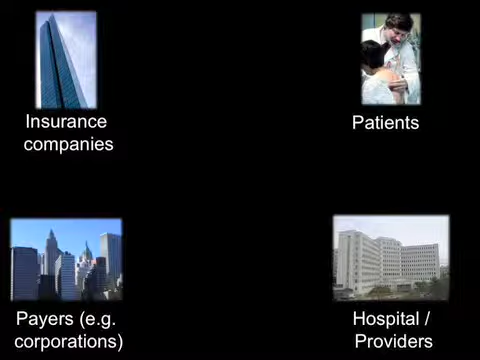 Insurance
companies
Patients
Payers (e.g.
corporations)
Hospital /
Providers